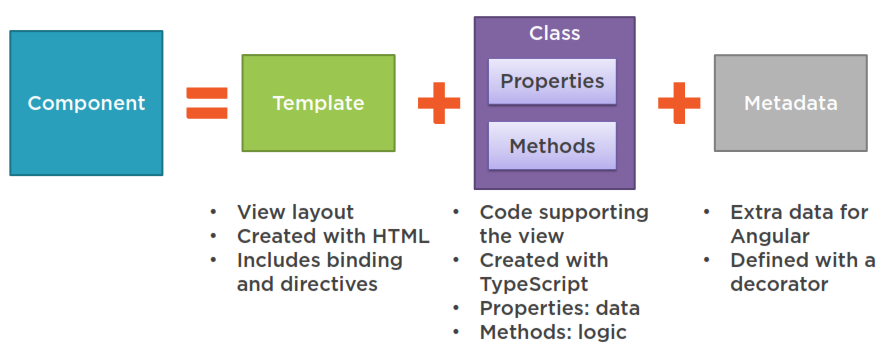 Component
=
Template
+
Class
Properties
Methods
+
Metadata
• View layout
• Created with HTML
• Includes binding
and directives
• Code supporting
the view
• Created with
TypeScript
• Properties: data
• Methods: logic
• Extra data for
Angular
• Defined with a
decorator